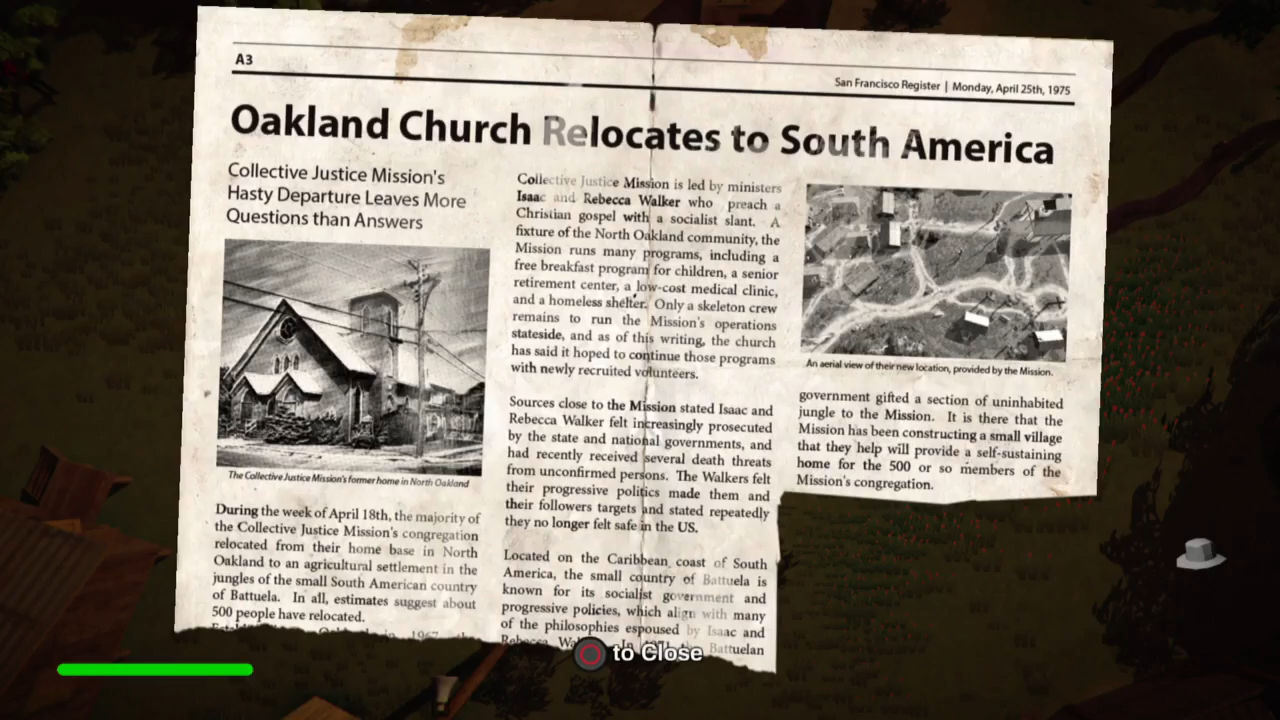 A3
San Francisco Register | Monday, April 25th, 1975
Oakland Church Relocates to South America
Collective Justice Mission's
Hasty Departure Leaves More
Questions than Answers
The Collective Justice Mission's former home in North Oakland
During the week of April 18th, the majority of
the Collective Justice Mission's congregation
relocated from their home base in North
Oakland to an agricultural settlement in the
jungles of the small South American country
of Battuela. In all, estimates suggest about
500 people have relocated.
in 1967, the
Collective Justice Mission is led by ministers
Isaac and Rebecca Walker who preach a
Christian gospel with a socialist slant. A
fixture of the North Oakland community, the
Mission runs many programs, including a
free breakfast program for children, a senior
retirement center, a low-cost medical clinic,
and a homeless shelter. Only a skeleton crew
remains to run the Mission's operations
stateside, and as of this writing, the church
has said it hoped to continue those programs
with newly recruited volunteers.
Sources close to the Mission stated Isaac and
Rebecca Walker felt increasingly prosecuted
by the state and national governments, and
had recently received several death threats
from unconfirmed persons. The Walkers felt
their progressive politics made them and
their followers targets and stated repeatedly
they no longer felt safe in the US.
Located on the Caribbean coast of South
America, the small country of Battuela is
known for its socialist government and
progressive policies, which align with many
of the philosophies espoused by Isaac and
Rebecca In Battuelan
An aerial view of their new location, provided by the Mission.
government gifted a section of uninhabited
jungle to the Mission. It is there that the
Mission has been constructing a small village
that they help will provide a self-sustaining
home for the 500 or so members of the
Mission's congregation.
to Close